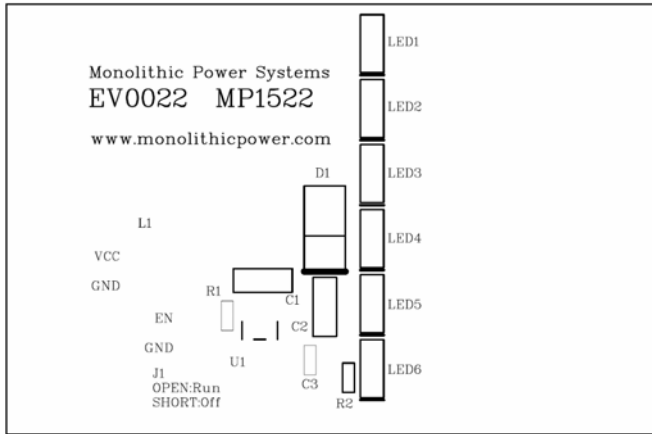 LED1
Monolithic Power Systems
EV0022 MP1522
LED2
www.monolithicpower.com
LED3
D1
L1
LED4
VCC
GND
R1
C1
LED5
EN
C2
GND
U1
LED6
J1
C3
OPEN:Run
SHORT:Off
R2